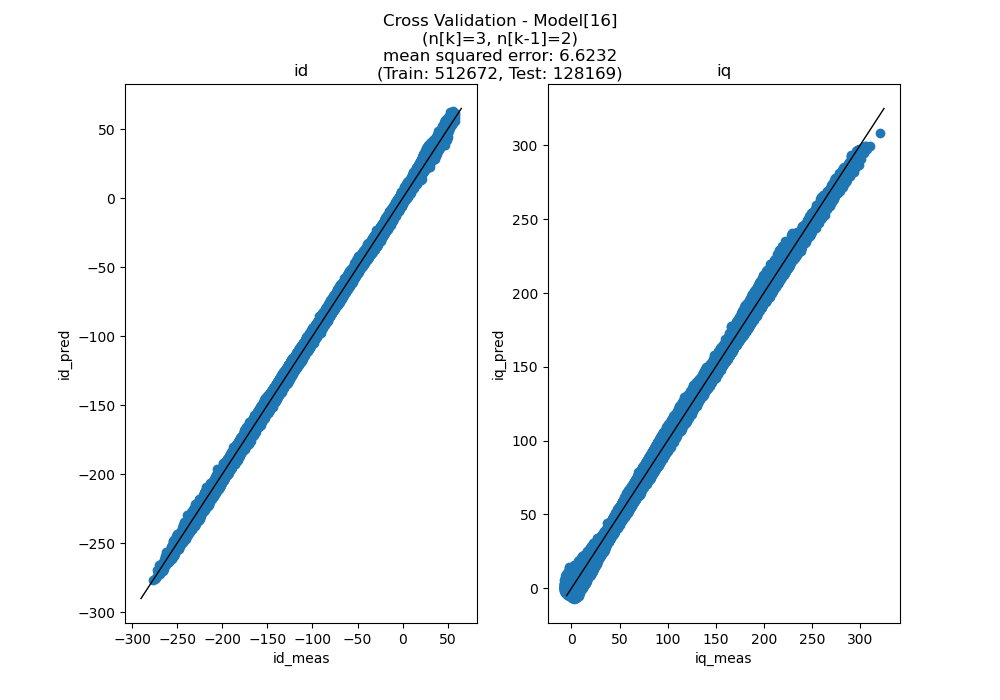 Cross Validation - Model[16]
(n[k]=3, n[k-1]=2)
mean squared error: 6.6232
(Train: 512672, Test: 128169)
id
iq
50
0
−50
−100
−150
−200
−250
−300
id_pred
−300 −250 −200 −150 −100 −50 0 50
id_meas
300
250
200
150
100
50
0
iq_pred
0 50 100 150 200 250 300
iq_meas